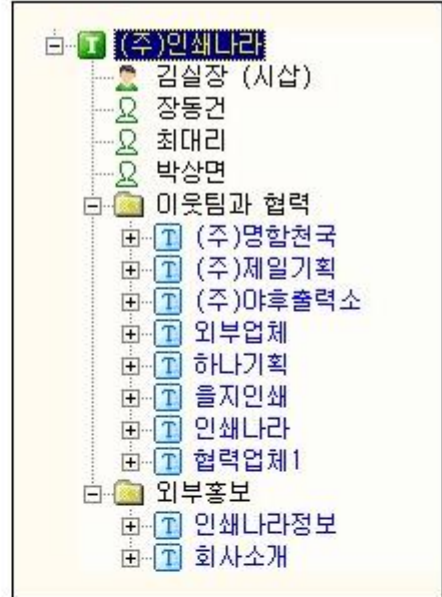 (주)인쇄나라
김실장 (시삽)
장동건
최대리
박상면
이웃팀과 협력
(주)명함천국
(주)제일기획
(주)야후출력소
외부업체
하나기획
을지인쇄
인쇄나라
협력업체1
외부홍보
인쇄나라정보
회사소개